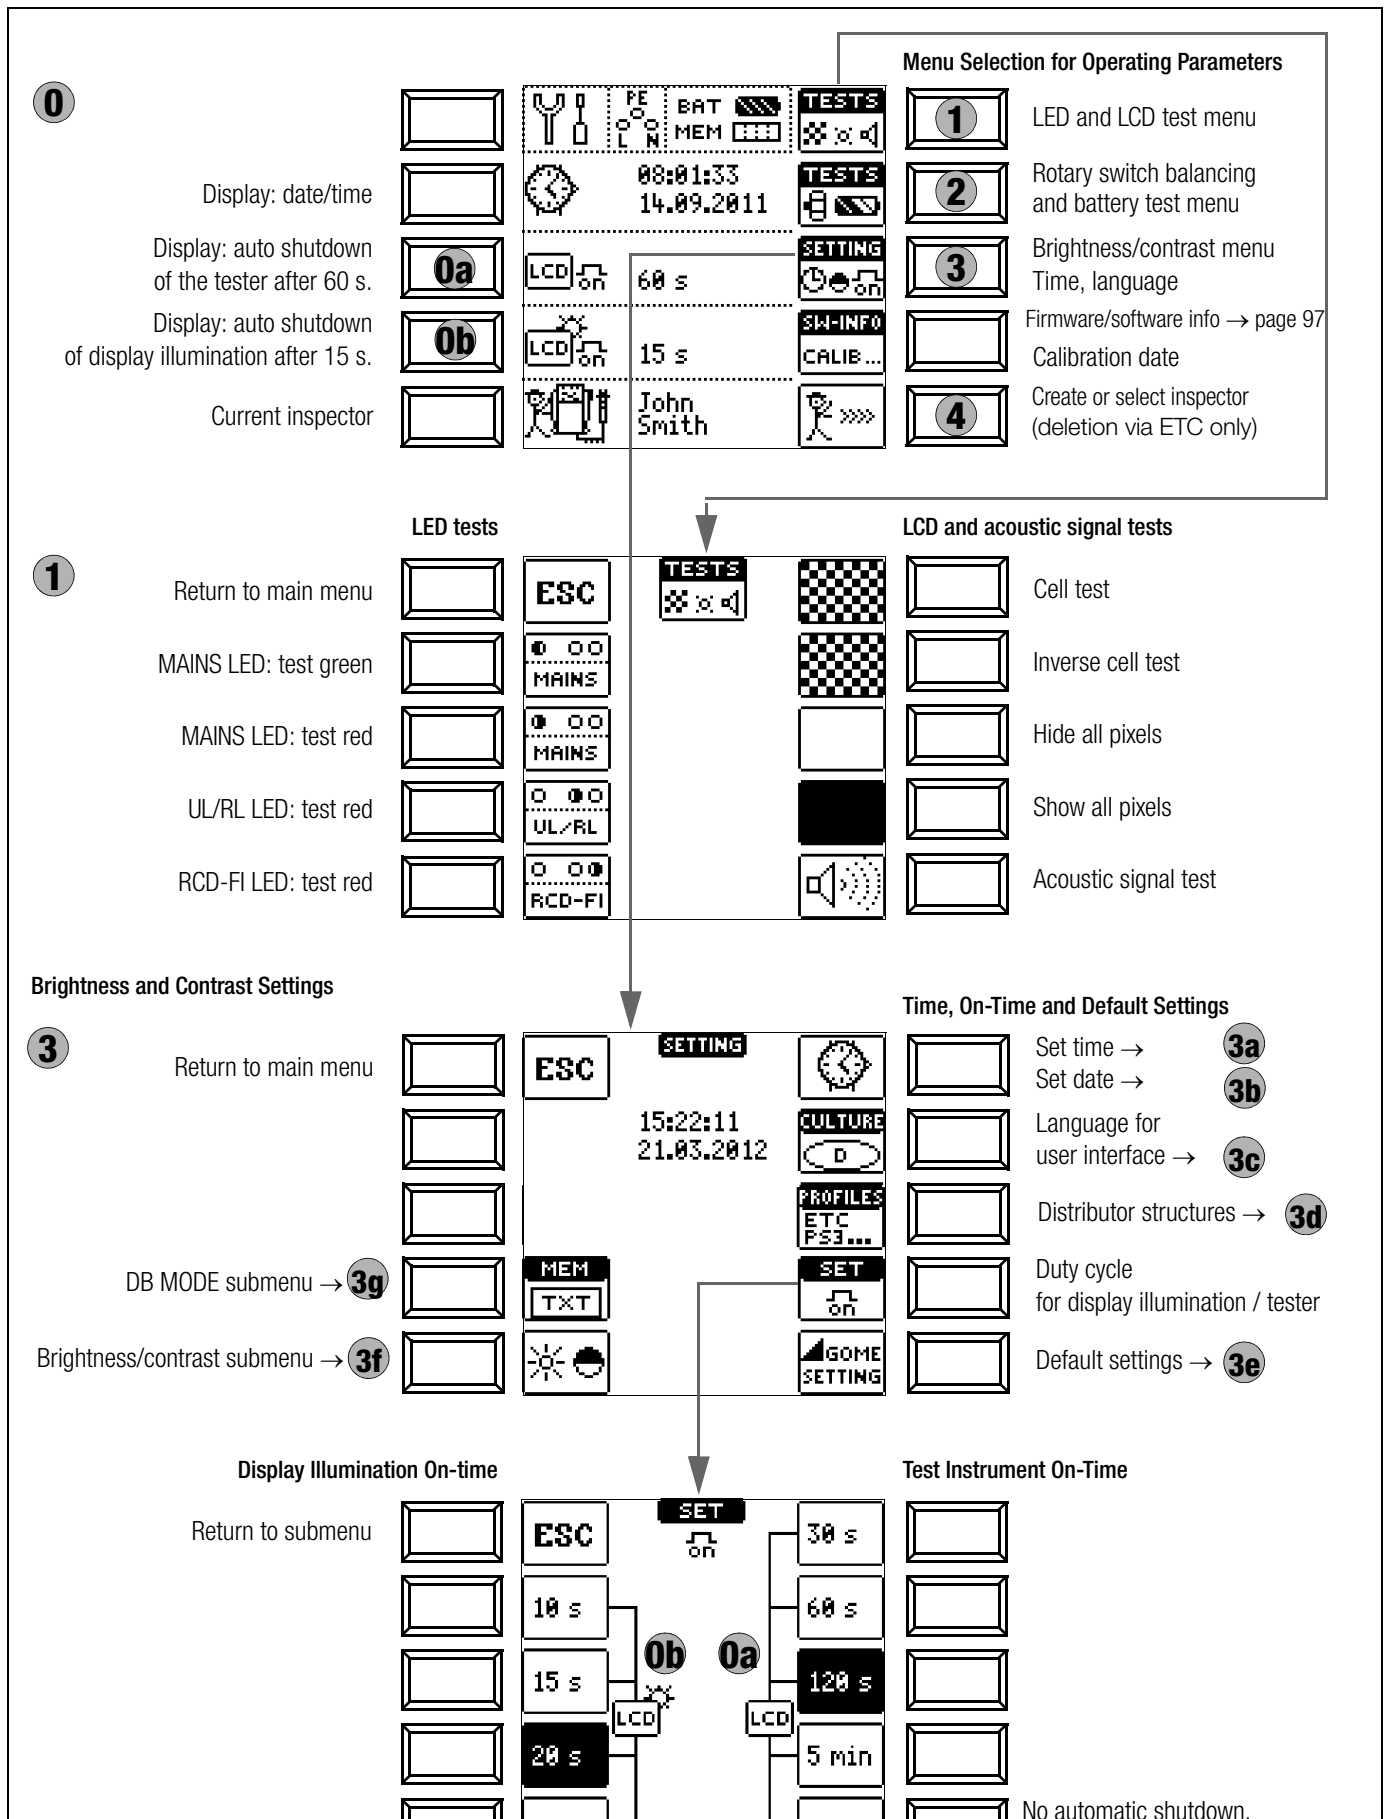 Menu Selection for Operating Parameters
0
PE
L N
BAT
MEM
TESTS
1
LED and LCD test menu
Display: date/time
08:01:33
14.09.2011
TESTS
2
Rotary switch balancing
and battery test menu
Display: auto shutdown
of the tester after 60 s.
0a
LCD
on
60 s
SETTING
on
3
Brightness/contrast menu
Time, language
Display: auto shutdown
of display illumination after 15 s.
0b
LCD
on
15 s
SW-INFO
CALIB...
Firmware/software info → page 97
Calibration date
Current inspector
John
Smith
4
Create or select inspector
(deletion via ETC only)
LED tests
LCD and acoustic signal tests
1
Return to main menu
ESC
TESTS
Cell test
MAINS LED: test green
MAINS
Inverse cell test
MAINS LED: test red
MAINS
Hide all pixels
UL/RL LED: test red
UL/RL
Show all pixels
RCD-FI LED: test red
RCD-FI
Acoustic signal test
Brightness and Contrast Settings
Time, On-Time and Default Settings
3
Return to main menu
ESC
SETTING
Set time → 3a
Set date → 3b
15:22:11
21.03.2012
CULTURE
D
Language for
user interface → 3c
PROFILES
ETC
PS3...
Distributor structures → 3d
DB MODE submenu → 3g
MEM
TXT
SET
on
Duty cycle
for display illumination / tester
Brightness/contrast submenu → 3f
GOME
SETTING
Default settings → 3e
Display Illumination On-time
Test Instrument On-Time
Return to submenu
ESC
SET
on
30 s
10 s
60 s
0b
0a
15 s
120 s
LCD
LCD
20 s
5 min
No automatic shutdown,